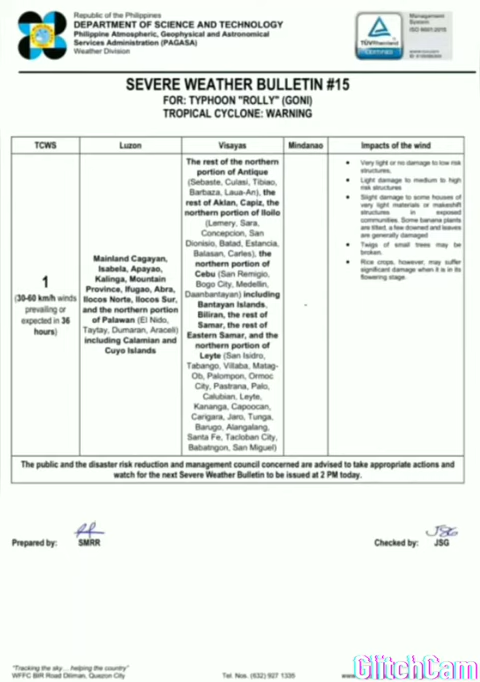 Republic of the Philippines
DEPARTMENT OF SCIENCE AND TECHNOLOGY
Philippine Atmospheric, Geophysical and Astronomical
Services Administration (PAGASA)
Weather Division
TÜVRheinland
CERTIFIED
Management
System
ISO 9001:2015
SEVERE WEATHER BULLETIN #15
FOR: TYPHOON "ROLLY" (GONI)
TROPICAL CYCLONE: WARNING
TCWS
Luzon
Visayas
Mindanao
Impacts of the wind
1
(30-60 km/h winds
prevailing or
expected in 36
hours)
Mainland Cagayan,
Isabela, Apayao,
Kalinga, Mountain
Province, Ifugao, Abra,
Ilocos Norte, Ilocos Sur,
and the northern portion
of Palawan (El Nido,
Taytay, Dumaran, Araceli)
including Calamian and
Cuyo Islands
The rest of the northern
portion of Antique
(Sebaste, Culasi, Tibiao,
Barbaza, Laua-An), the
rest of Aklan, Capiz, the
northern portion of Iloilo
(Lemery, Sara,
Concepcion, San
Dionisio, Balad, Estancia,
Balasan, Carles), the
northern portion of
Cebu (San Remigio,
Bogo City, Medellin,
Daanbantayan) including
Bantayan Islands,
Biliran, the rest of
Samar, the rest of
Eastern Samar, and the
northern portion of
Leyte (San Isidro,
Tabango, Villaba, Matag-
Ob, Palompon, Ormoc
City, Pastrana, Palo,
Calubian, Leyte,
Kananga, Capoocan,
Carigara, Jaro, Tunga,
Barugo, Alangalang,
Santa Fe, Tacloban City,
Babatngon, San Miguel)
-
• Very light or no damage to low risk
structures,
• Light damage to medium to high
risk structures
• Slight damage to some houses of
very light materials or makeshift
structures in exposed
communities. Some banana plants
are tilted, a few downed and leaves
are generally damaged
• Twigs of small trees may be
broken.
• Rice crops, however, may suffer
significant damage when it is in its
flowering stage.
The public and the disaster risk reduction and management council concerned are advised to take appropriate actions and
watch for the next Severe Weather Bulletin to be issued at 2 PM today.
Prepared by: SMRR
Checked by: JSG
"Tracking the sky... helping the country"
WFFC BIR Road Diliman, Quezon City
Tel. Nos. (632) 927 1335
GlitchCam